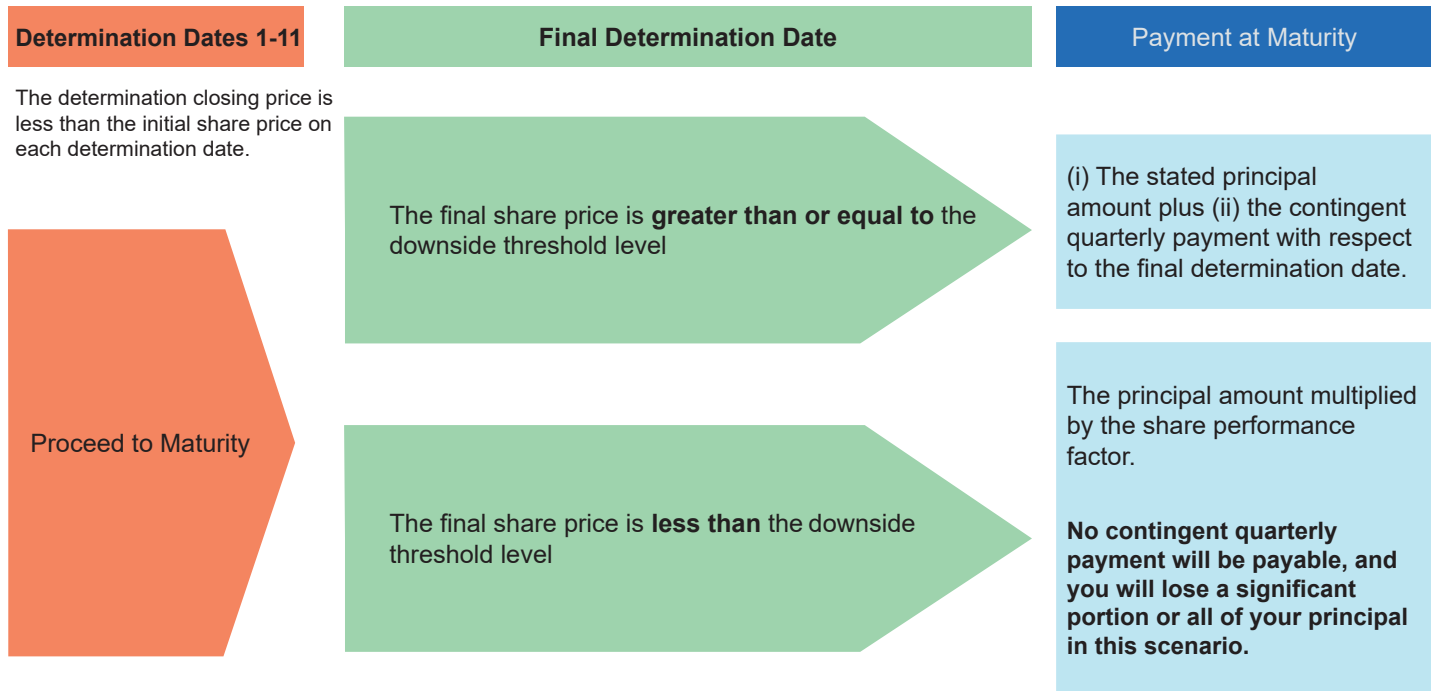 Determination Dates 1-11
Final Determination Date
Payment at Maturity
The determination closing price is
less than the initial share price on
each determination date.
Proceed to Maturity
The final share price is greater than or equal to the
downside threshold level
(i) The stated principal
amount plus (ii) the contingent
quarterly payment with respect
to the final determination date.
The final share price is less than the downside
threshold level
The principal amount multiplied
by the share performance
factor.
No contingent quarterly
payment will be payable, and
you will lose a significant
portion or all of your principal
in this scenario.